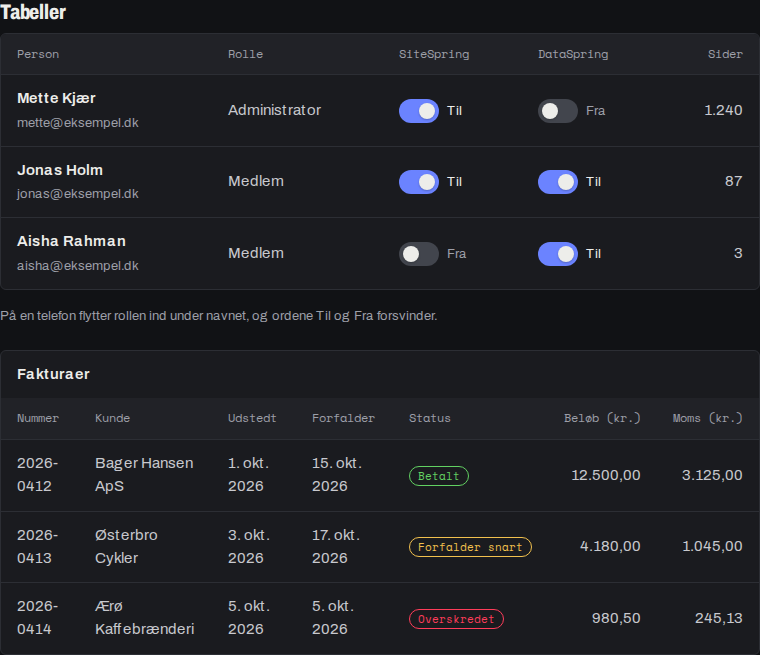 Tabeller
Person Rolle SiteSpring DataSpring Sider
Mette Kjær
mette@eksempel.dk
Administrator Til Fra 1.240
Jonas Holm
jonas@eksempel.dk
Medlem Til Til 87
Aisha Rahman
aisha@eksempel.dk
Medlem Fra Til 3
På en telefon flytter rollen ind under navnet, og ordene Til og Fra forsvinder.
Fakturaer
Nummer Kunde Udstedt Forfalder Status Beløb (kr.) Moms (kr.)
2026- Bager Hansen 1. okt. 15. okt.
0412 ApS 2026 2026
Betalt 12.500,00 3.125,00
2026- Østerbro 3. okt. 17. okt.
0413 Cykler 2026 2026
Forfalder snart 4.180,00 1.045,00
2026- Ærø 5. okt. 5. okt.
0414 Kaffebrænderi 2026 2026
Overskredet 980,50 245,13